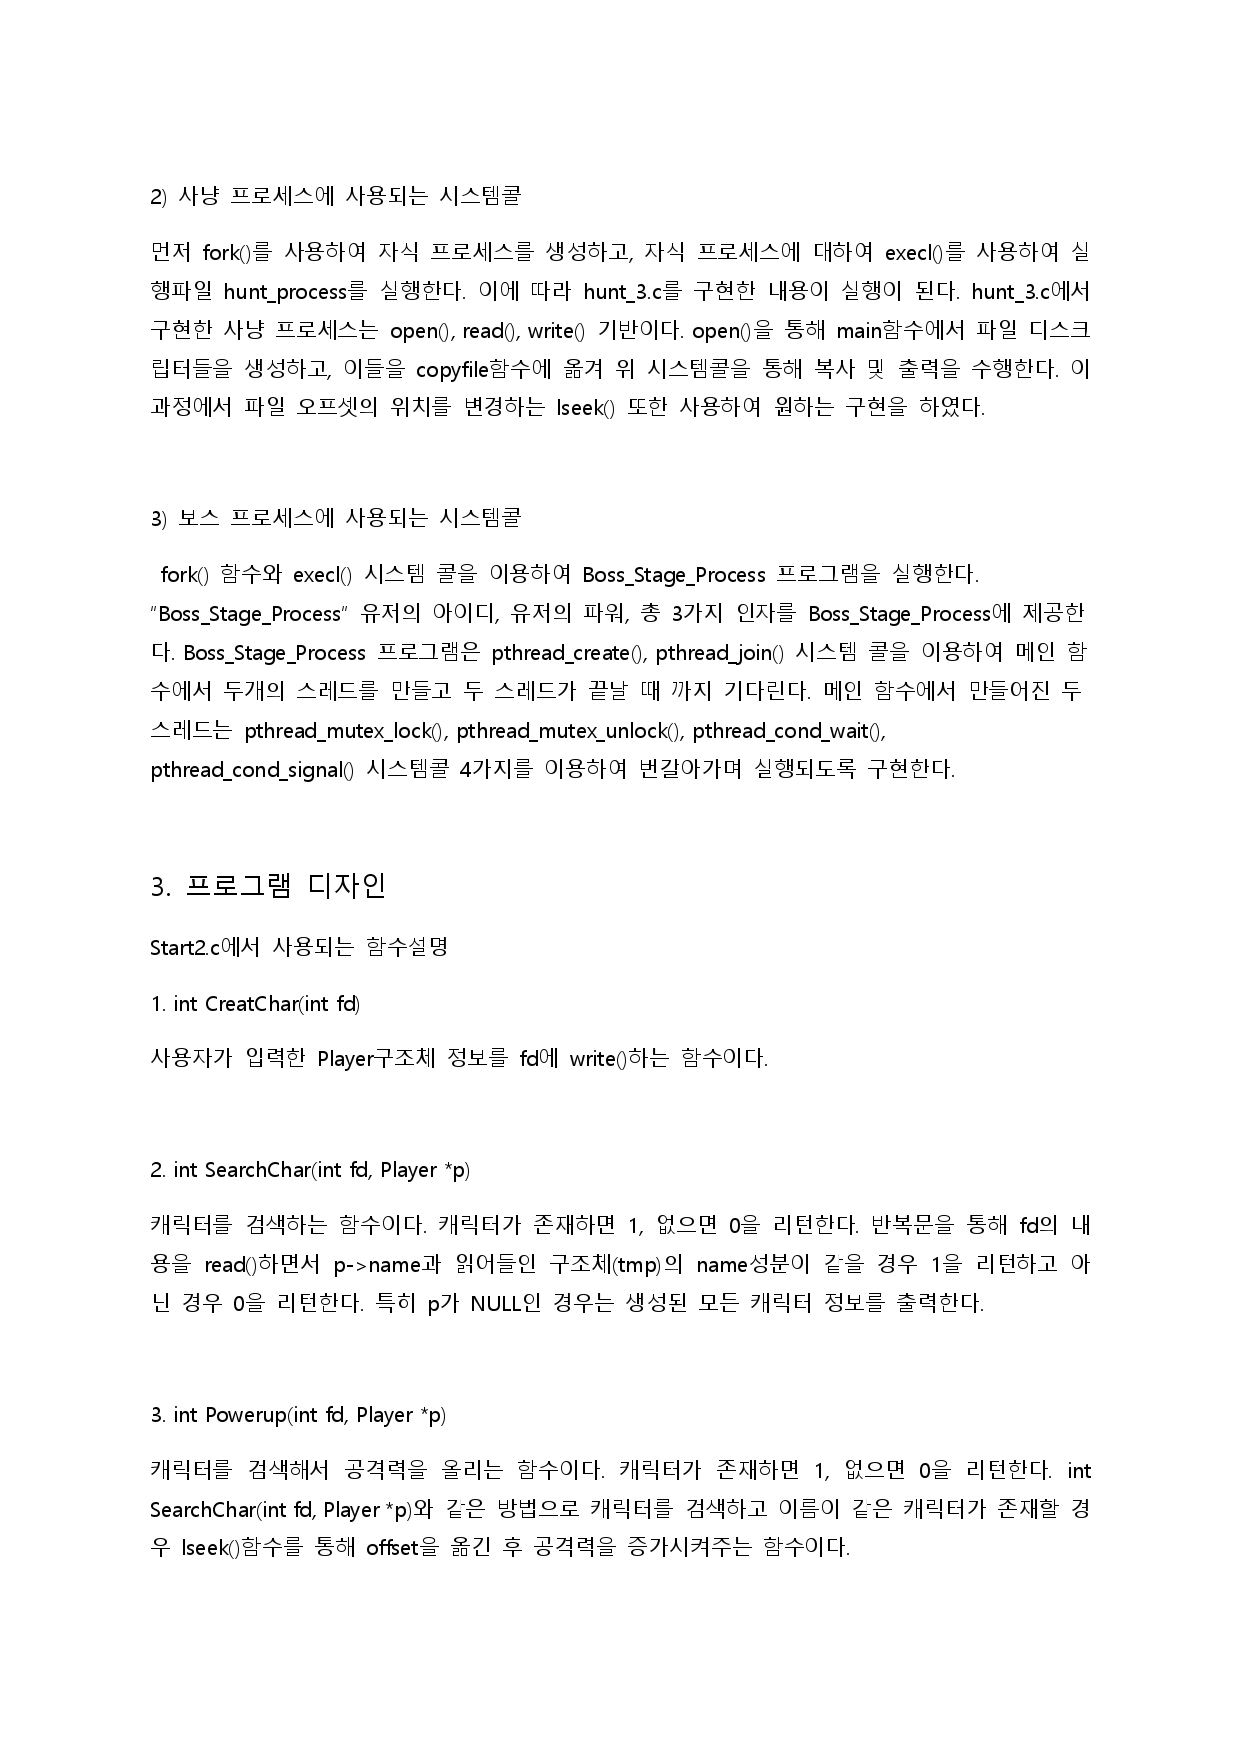 2) 사냥 프로세스에 사용되는 시스템콜
먼저 fork()를 사용하여 자식 프로세스를 생성하고, 자식 프로세스에 대하여 execl()를 사용하여 실
행파일 hunt_process를 실행한다. 이에 따라 hunt_3.c를 구현한 내용이 실행이 된다. hunt_3.c에서
구현한 사냥 프로세스는 open(), read(), write() 기반이다. open()을 통해 main함수에서 파일 디스크
립터들을 생성하고, 이들을 copyfile함수에 옮겨 위 시스템콜을 통해 복사 및 출력을 수행한다. 이
과정에서 파일 오프셋의 위치를 변경하는 lseek() 또한 사용하여 원하는 구현을 하였다.
3) 보스 프로세스에 사용되는 시스템콜
fork() 함수와 execl() 시스템 콜을 이용하여 Boss_Stage_Process 프로그램을 실행한다.
"Boss_Stage_Process" 유저의 아이디, 유저의 파워, 총 3가지 인자를 Boss_Stage_Process에 제공한
다. Boss_Stage_Process 프로그램은 pthread_create(), pthread_join() 시스템 콜을 이용하여 메인 함
수에서 두개의 스레드를 만들고 두 스레드가 끝날 때 까지 기다린다. 메인 함수에서 만들어진 두
스레드는 pthread_mutex_lock(), pthread_mutex_unlock(), pthread_cond_wait(),
pthread_cond_signal() 시스템콜 4가지를 이용하여 번갈아가며 실행되도록 구현한다.
3. 프로그램 디자인
Start2.c에서 사용되는 함수설명
1. int CreatChar(int fd)
사용자가 입력한 Player구조체 정보를 fd에 write()하는 함수이다.
2. int SearchChar(int fd, Player *p)
캐릭터를 검색하는 함수이다. 캐릭터가 존재하면 1, 없으면 0을 리턴한다. 반복문을 통해 fd의 내
용을 read()하면서 p->name과 읽어들인 구조체(tmp)의 name성분이 같을 경우 1을 리턴하고 아
닌 경우 0을 리턴한다. 특히 p가 NULL인 경우는 생성된 모든 캐릭터 정보를 출력한다.
3. int Powerup(int fd, Player *p)
캐릭터를 검색해서 공격력을 올리는 함수이다. 캐릭터가 존재하면 1, 없으면 0을 리턴한다. int
SearchChar(int fd, Player *p)와 같은 방법으로 캐릭터를 검색하고 이름이 같은 캐릭터가 존재할 경
우 lseek()함수를 통해 offset을 옮긴 후 공격력을 증가시켜주는 함수이다.